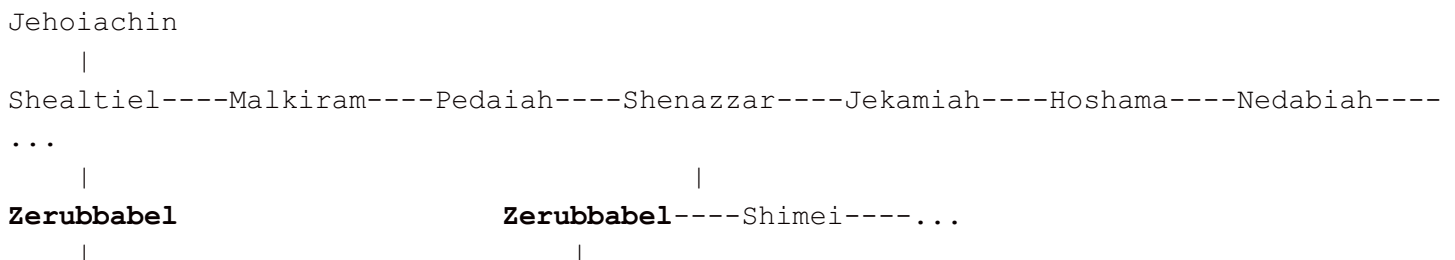 Jehoiachin
    |
Shealtiel----Malkiram----Pedaiah----Shenazzar----Jekamiah----Hoshama----Nedabiah----
...
    |                                   |
Zerubbabel                  Zerubbabel----Shimei----...
    |                            |